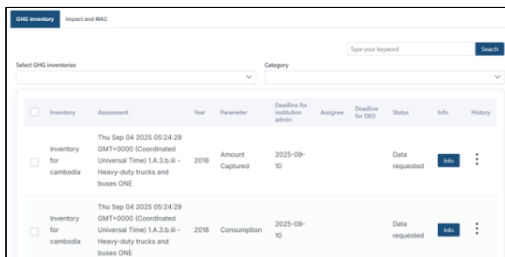 GHG inventory Impact and MAC
Type your keyword Search
Select GHG inventories Category
Inventory Assessment Year Parameter Deadline for institution admin Assignee Deadline for DEO Status Info History
Inventory for cambodia Thu Sep 04 2025 05:24:29 GMT+0000 (Coordinated Universal Time) 1.A.3.b.iii - Heavy-duty trucks and buses ONE 2018 Amount Captured 2025-09-10 Data requested Info
Inventory for cambodia Thu Sep 04 2025 05:24:29 GMT+0000 (Coordinated Universal Time) 1.A.3.b.iii - Heavy-duty trucks and buses ONE 2018 Consumption 2025-09-10 Data requested Info